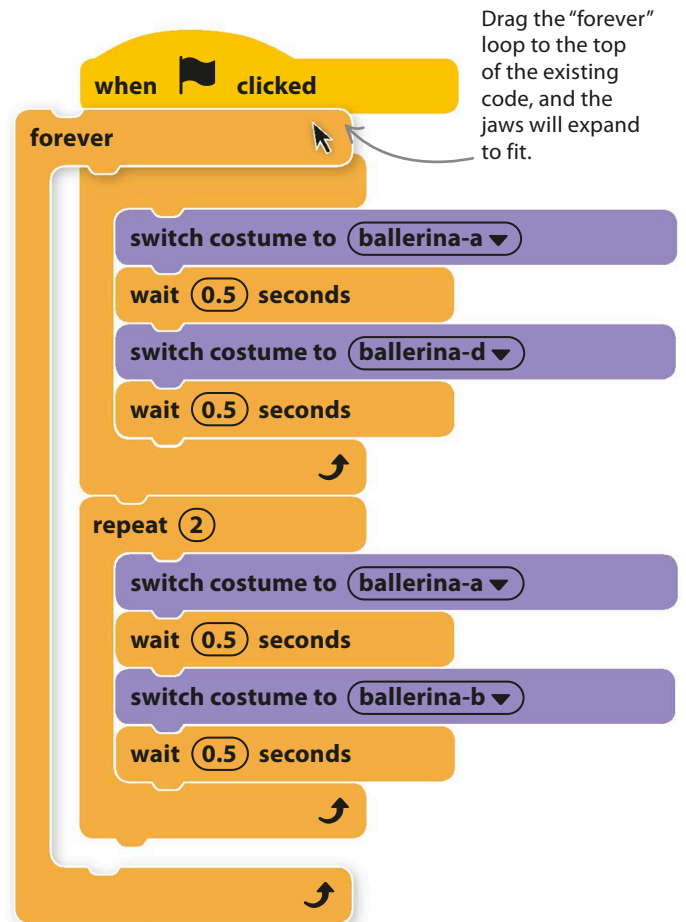 Drag the “forever”
loop to the top
of the existing
code, and the
jaws will expand
to fit.
when clicked
forever
switch costume to ballerina-a
wait 0.5 seconds
switch costume to ballerina-d
wait 0.5 seconds
repeat 2
switch costume to ballerina-a
wait 0.5 seconds
switch costume to ballerina-b
wait 0.5 seconds